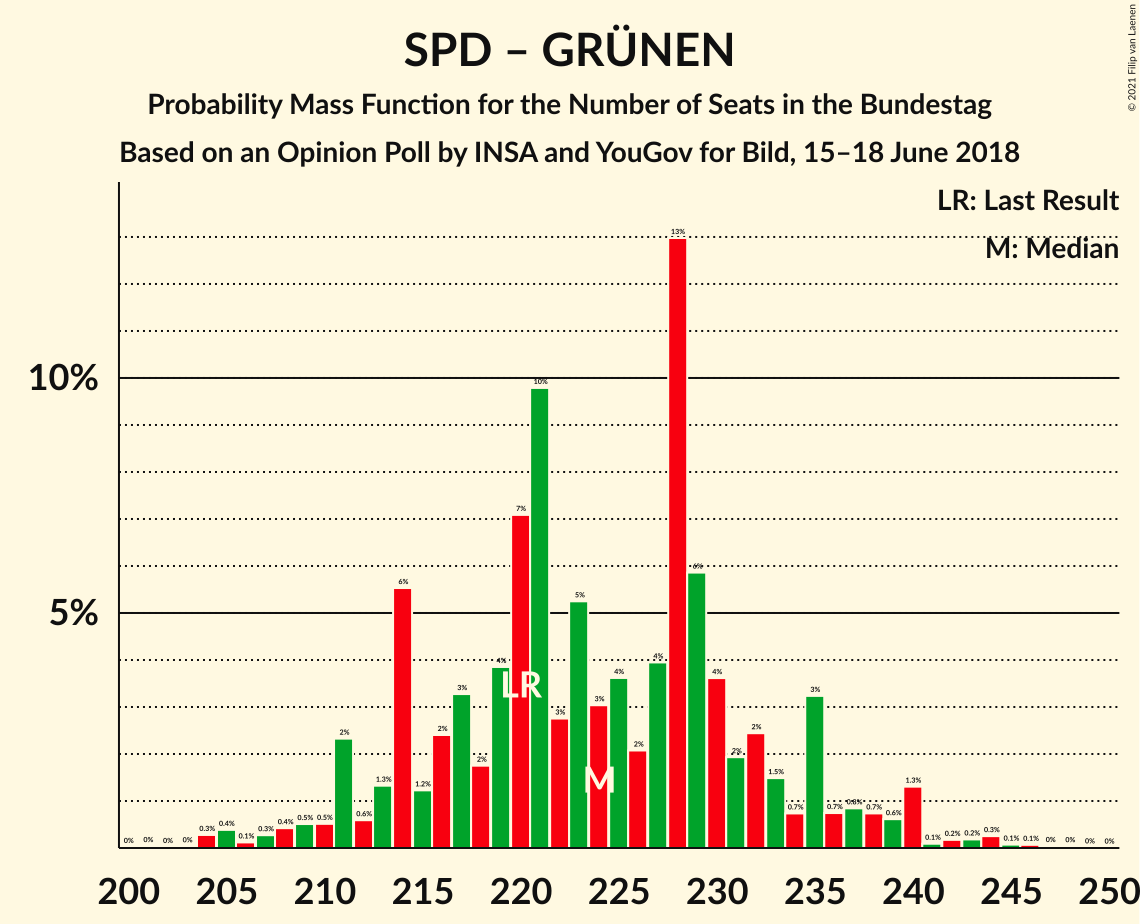 SPD – GRÜNEN
Probability Mass Function for the Number of Seats in the Bundestag
Based on an Opinion Poll by INSA and YouGov for Bild, 15–18 June 2018
© 2021 Filip van Laenen
LR: Last Result
M: Median
10%
5%
0% 0% 0% 0% 0.3% 0.4% 0.1% 0.3% 0.4% 0.5% 0.5% 2% 0.6% 1.3% 6% 1.2% 2% 3% 2% 4% 7% 10% 3% 5% 3% 4% 2% 4% 13% 6% 4% 2% 2% 1.5% 0.7% 3% 0.7% 0.8% 0.7% 0.6% 1.3% 0.1% 0.2% 0.2% 0.3% 0.1% 0.1% 0% 0% 0% 0%
LR
M
200 205 210 215 220 225 230 235 240 245 250